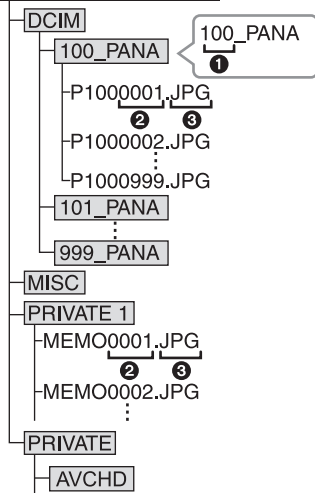 DCIM
100_PANA
100_PANA
❶
P1000001.JPG
❷ ❸
P1000002.JPG
P1000999.JPG
101_PANA
999_PANA
MISC
PRIVATE 1
MEMO0001.JPG
❷ ❸
MEMO0002.JPG
PRIVATE
AVCHD